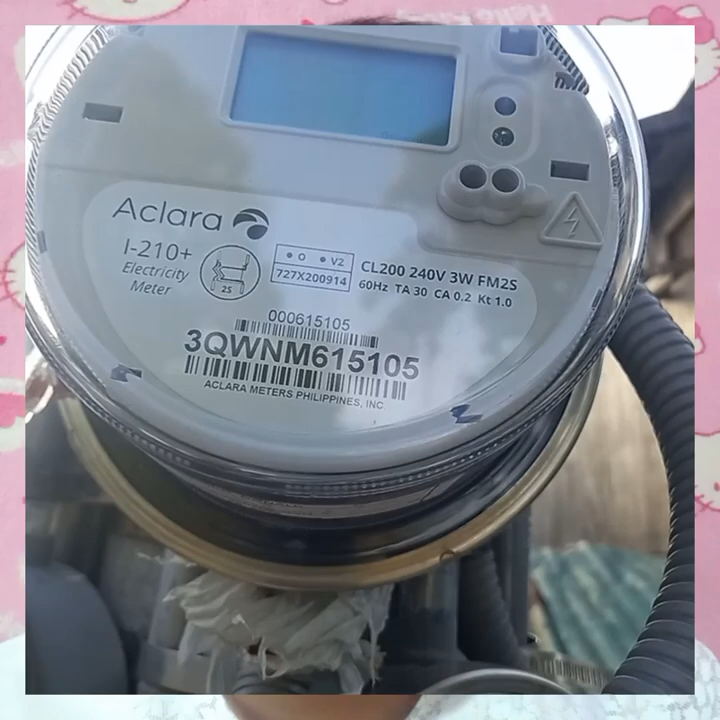 Aclara
I-210+
Electricity
Meter
2S
O V2
727X200914
CL200 240V 3W FM2S
60Hz TA 30 CA 0.2 Kt 1.0
000615105
3QWNM615105
ACLARA METERS PHILIPPINES, INC.